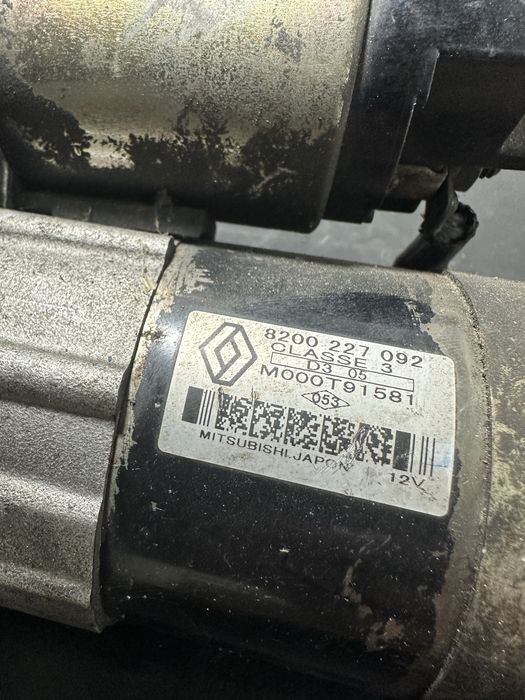 8200 227 092
CLASSE 3
D3 05
M000T91581
053
MITSUBISHI.JAPON
12V